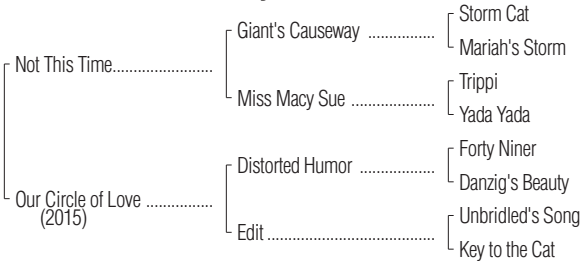 Storm Cat
Giant's Causeway ................
Mariah's Storm
Not This Time.......................
Trippi
Miss Macy Sue ....................
Yada Yada
Forty Niner
Distorted Humor ..................
Danzig's Beauty
Our Circle of Love ................
(2015)
Unbridled's Song
Edit ........................................
Key to the Cat